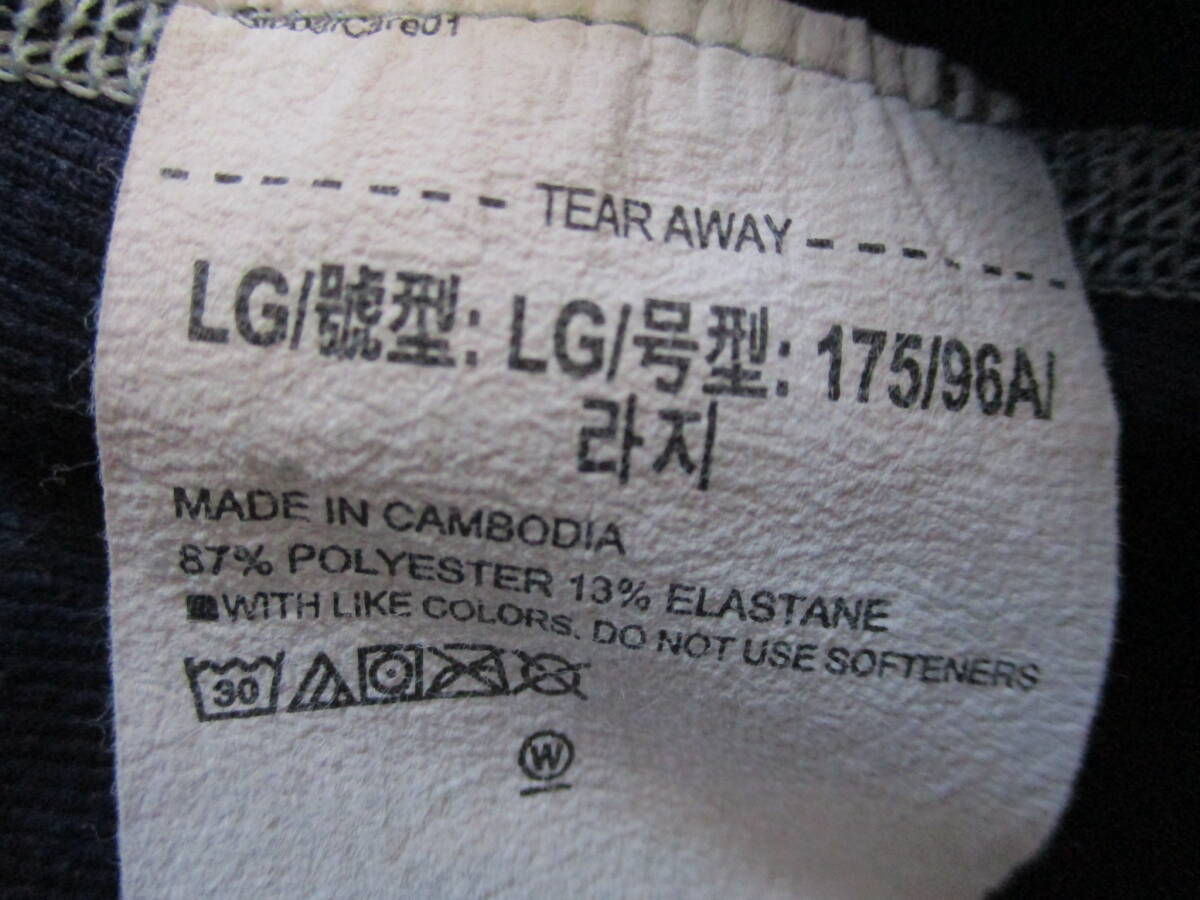 GlobalCare01
TEAR AWAY
LG/號型: LG/号型: 175/96A/
라지
MADE IN CAMBODIA
87% POLYESTER 13% ELASTANE
WITH LIKE COLORS. DO NOT USE SOFTENERS
30
W